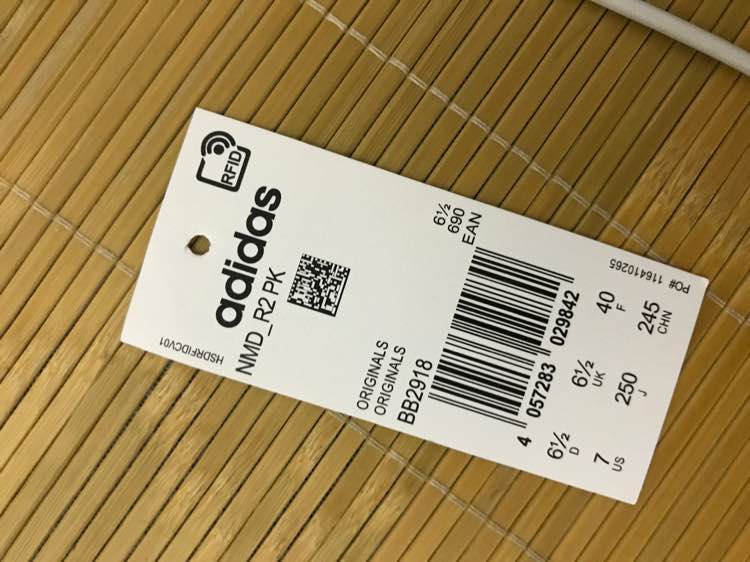 RFID
adidas
NMD_R2 PK
HSDRFIDCV01
ORIGINALS
ORIGINALS
BB2918
6½
690
EAN
4 057283 029842
6½ 6½ 40
D UK F
7 250 245
US J CHN
PO# 116410265